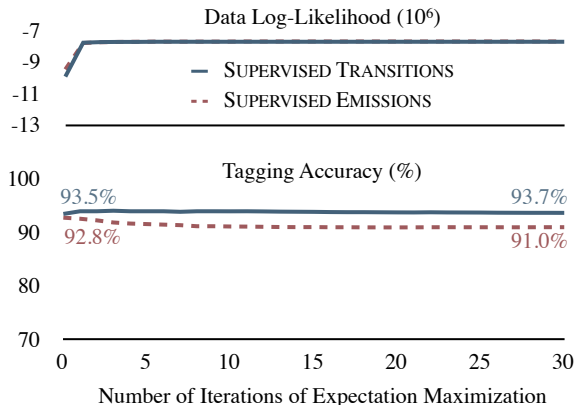 Data Log-Likelihood (10⁶)
-7
-9
-11
-13
SUPERVISED TRANSITIONS
SUPERVISED EMISSIONS
Tagging Accuracy (%)
100
90
80
70
93.5%
93.7%
92.8%
91.0%
0 5 10 15 20 25 30
Number of Iterations of Expectation Maximization